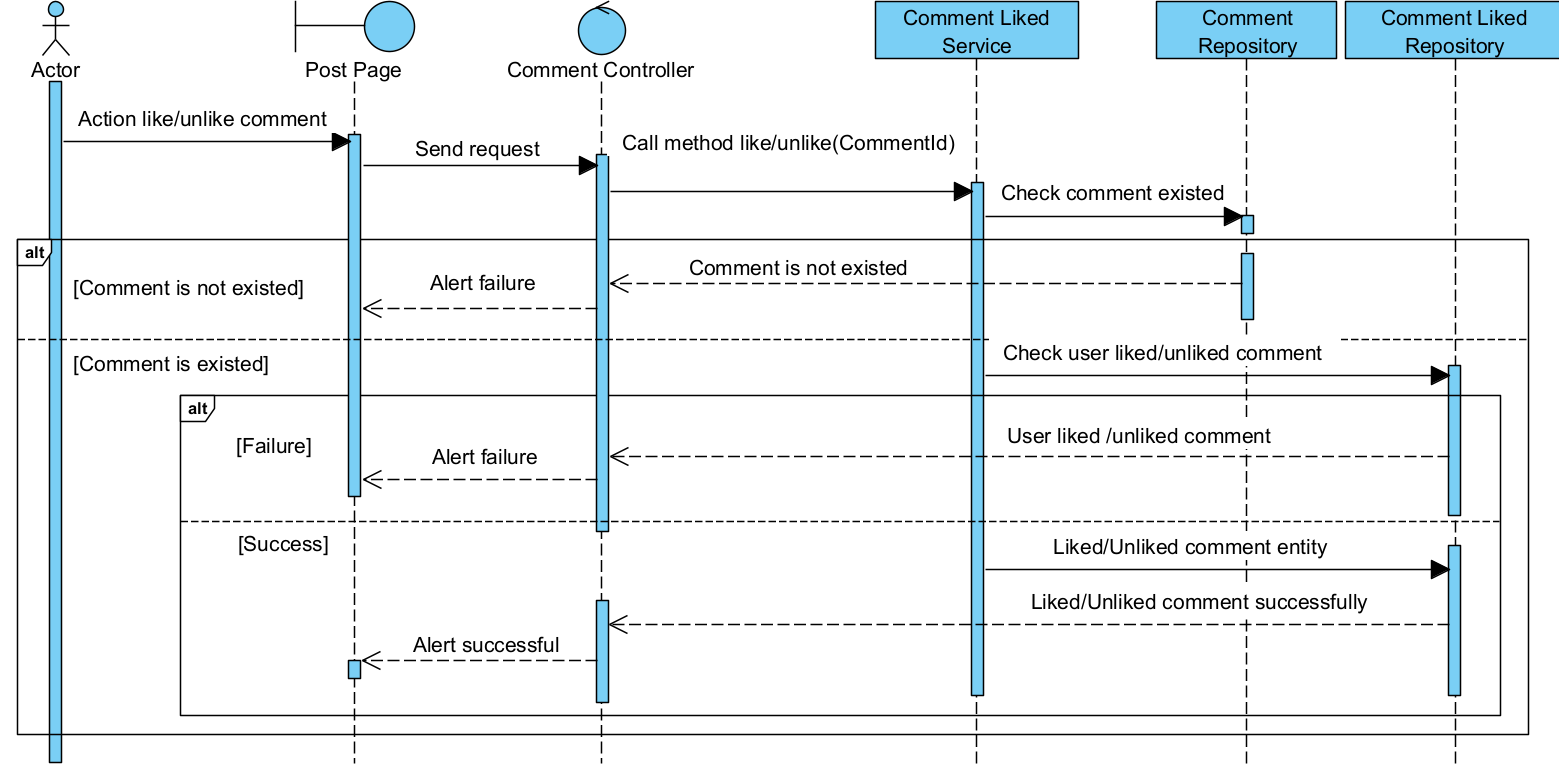 Actor
Post Page
Comment Controller
Comment Liked
Service
Comment
Repository
Comment Liked
Repository
Action like/unlike comment
Send request
Call method like/unlike(CommentId)
Check comment existed
alt
[Comment is not existed]
Alert failure
Comment is not existed
[Comment is existed]
Check user liked/unliked comment
alt
[Failure]
Alert failure
User liked /unliked comment
[Success]
Liked/Unliked comment entity
Liked/Unliked comment successfully
Alert successful